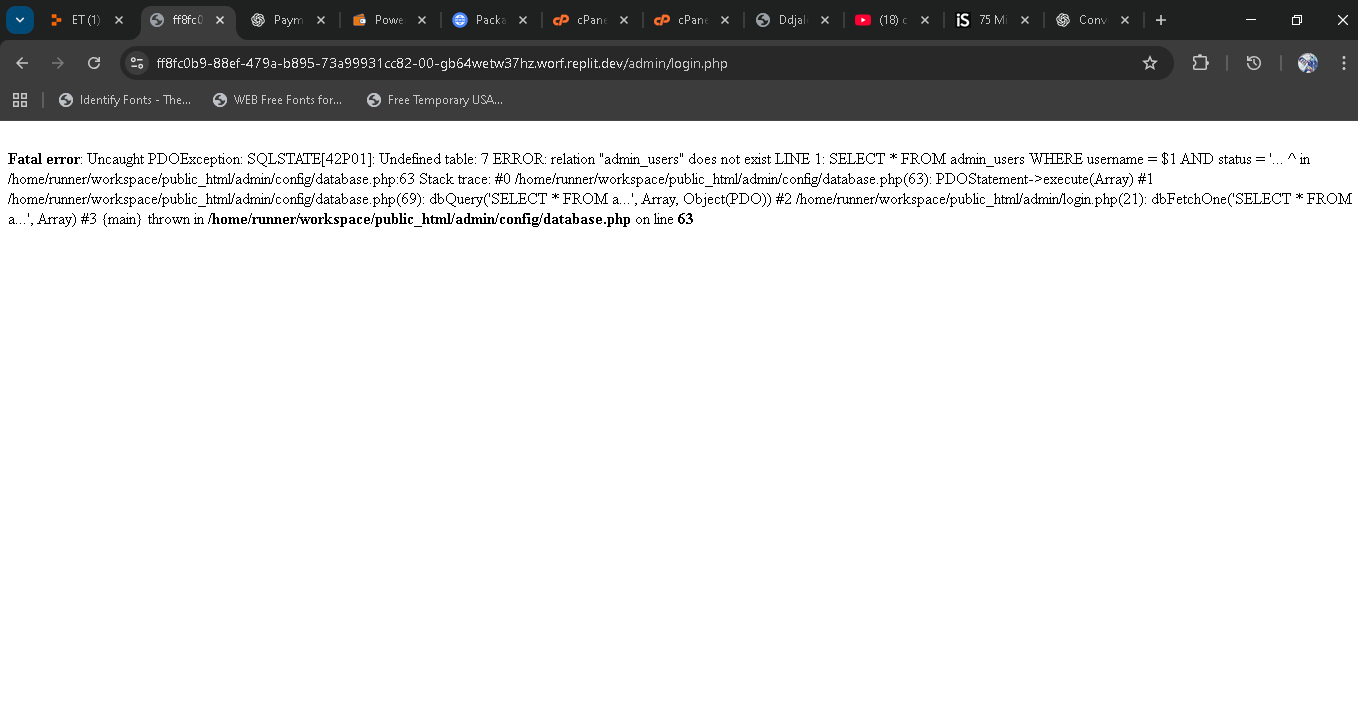 ET (1)
ff8fc0
Paym
Powe
Packa
cPane
cPane
Ddjal
(18) c
iS 75 Mi
Conv
ff8fc0b9-88ef-479a-b895-73a99931cc82-00-gb64wetw37hz.worf.replit.dev/admin/login.php
Identify Fonts - The...
WEB Free Fonts for...
Free Temporary USA...
Fatal error: Uncaught PDOException: SQLSTATE[42P01]: Undefined table: 7 ERROR: relation "admin_users" does not exist LINE 1: SELECT * FROM admin_users WHERE username = $1 AND status = '... ^ in
/home/runner/workspace/public_html/admin/config/database.php:63 Stack trace: #0 /home/runner/workspace/public_html/admin/config/database.php(63): PDOStatement->execute(Array) #1
/home/runner/workspace/public_html/admin/config/database.php(69): dbQuery('SELECT * FROM a...', Array, Object(PDO)) #2 /home/runner/workspace/public_html/admin/login.php(21): dbFetchOne('SELECT * FROM
a...', Array) #3 {main} thrown in /home/runner/workspace/public_html/admin/config/database.php on line 63